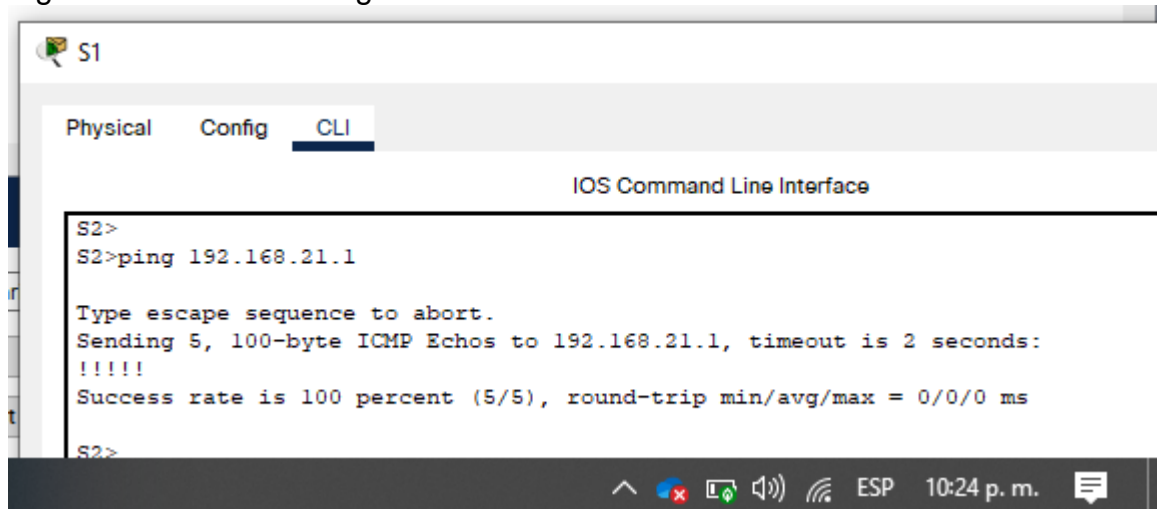 S1
Physical Config CLI
IOS Command Line Interface
S2>
S2>ping 192.168.21.1
Type escape sequence to abort.
Sending 5, 100-byte ICMP Echos to 192.168.21.1, timeout is 2 seconds:
!!!!!
Success rate is 100 percent (5/5), round-trip min/avg/max = 0/0/0 ms
S2>
ESP 10:24 p. m.